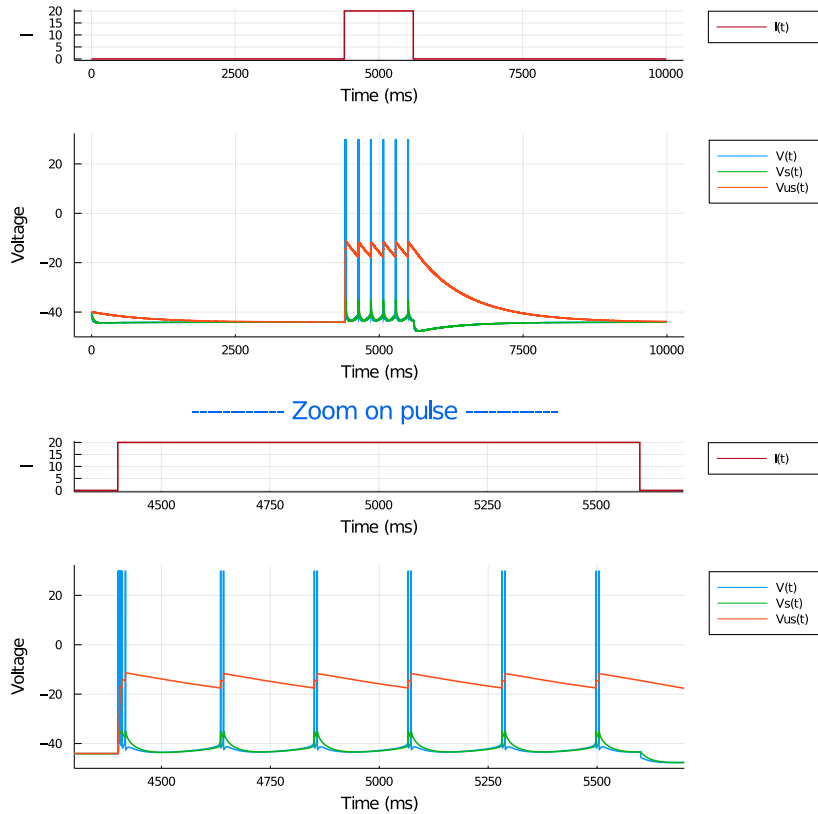 20
15
10
5
0
I
0 2500 5000 7500 10000
Time (ms)
I(t)
20
0
−20
−40
Voltage
0 2500 5000 7500 10000
Time (ms)
V(t)
Vs(t)
Vus(t)
---------- Zoom on pulse ----------
20
15
10
5
0
I
4500 4750 5000 5250 5500
Time (ms)
I(t)
20
0
−20
−40
Voltage
4500 4750 5000 5250 5500
Time (ms)
V(t)
Vs(t)
Vus(t)